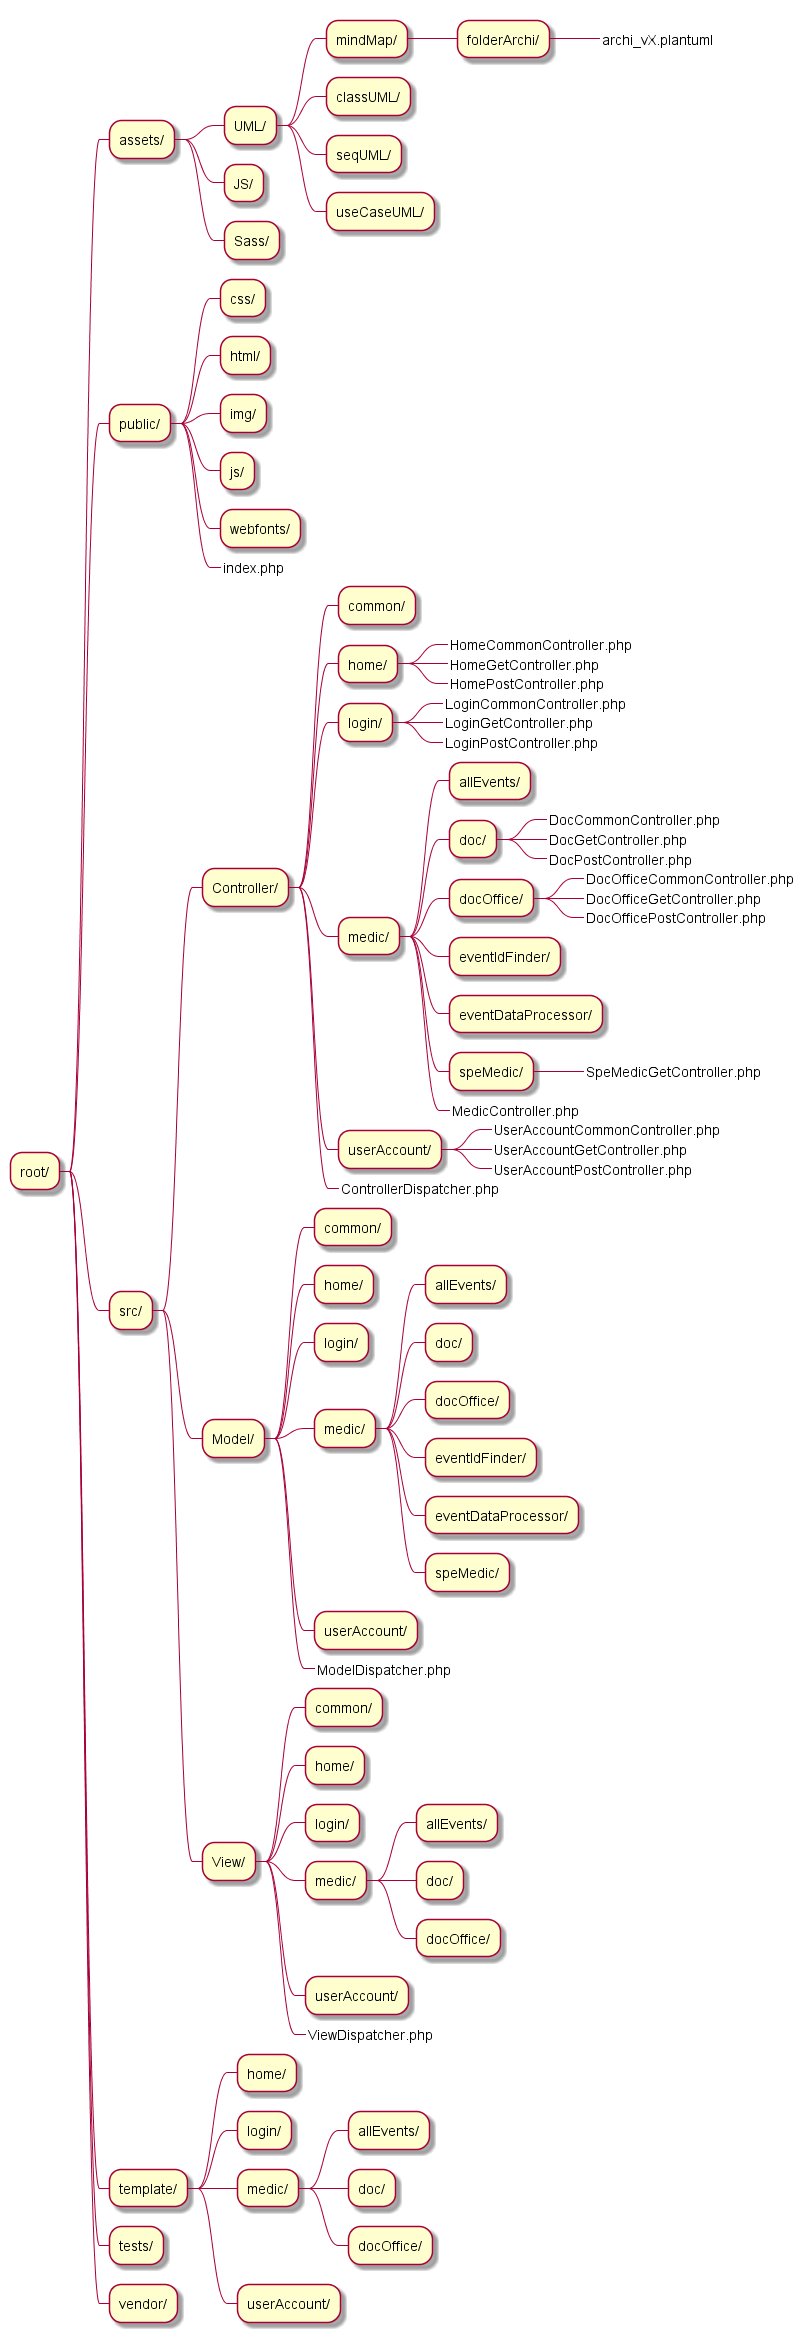 root/
assets/
UML/
mindMap/
folderArchi/
archi_vX.plantuml
classUML/
seqUML/
useCaseUML/
JS/
Sass/
public/
css/
html/
img/
js/
webfonts/
index.php
src/
Controller/
common/
home/
HomeCommonController.php
HomeGetController.php
HomePostController.php
login/
LoginCommonController.php
LoginGetController.php
LoginPostController.php
medic/
allEvents/
doc/
DocCommonController.php
DocGetController.php
DocPostController.php
docOffice/
DocOfficeCommonController.php
DocOfficeGetController.php
DocOfficePostController.php
eventIdFinder/
eventDataProcessor/
speMedic/
SpeMedicGetController.php
MedicController.php
userAccount/
UserAccountCommonController.php
UserAccountGetController.php
UserAccountPostController.php
ControllerDispatcher.php
Model/
common/
home/
login/
medic/
allEvents/
doc/
docOffice/
eventIdFinder/
eventDataProcessor/
speMedic/
userAccount/
ModelDispatcher.php
View/
common/
home/
login/
medic/
allEvents/
doc/
docOffice/
userAccount/
ViewDispatcher.php
template/
home/
login/
medic/
allEvents/
doc/
docOffice/
userAccount/
tests/
vendor/